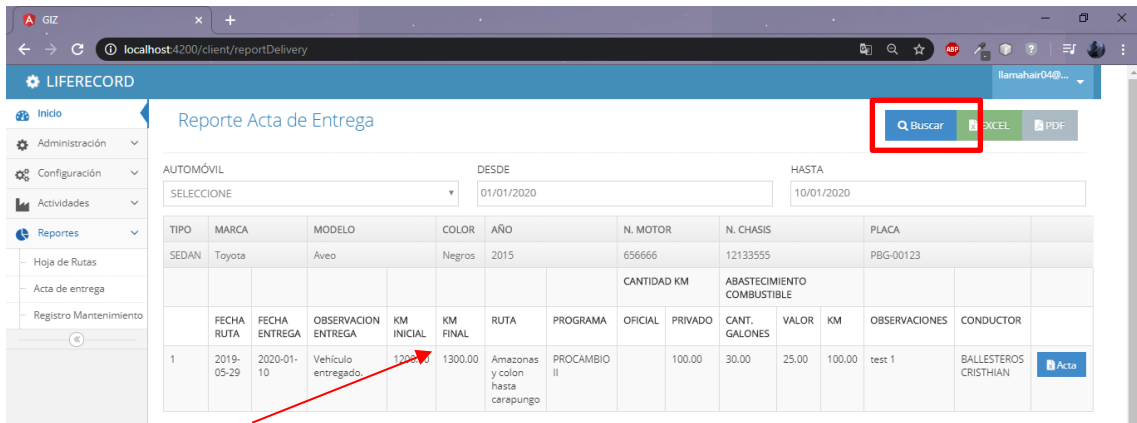 GIZ
localhost:4200/client/reportDelivery
ABP
LIFERECORD
llamahair04@...
Inicio
Administración
Configuración
Actividades
Reportes
Hoja de Rutas
Acta de entrega
Registro Mantenimiento
Reporte Acta de Entrega
Buscar
EXCEL
PDF
AUTOMÓVIL DESDE HASTA
SELECCIONE 01/01/2020 10/01/2020
TIPO MARCA MODELO COLOR AÑO N. MOTOR N. CHASIS PLACA
SEDAN Toyota Aveo Negros 2015 656666 12133555 PBG-00123
CANTIDAD KM ABASTECIMIENTO
COMBUSTIBLE
FECHA FECHA OBSERVACION KM KM RUTA PROGRAMA OFICIAL PRIVADO CANT. VALOR KM OBSERVACIONES CONDUCTOR
RUTA ENTREGA ENTREGA INICIAL FINAL GALONES
1 2019- 2020-01- Vehículo 1200.00 1300.00 Amazonas PROCAMBIO 100.00 30.00 25.00 100.00 test 1 BALLESTEROS Acta
05-29 10 entregado. y colon II CRISTHIAN
hasta
carapungo